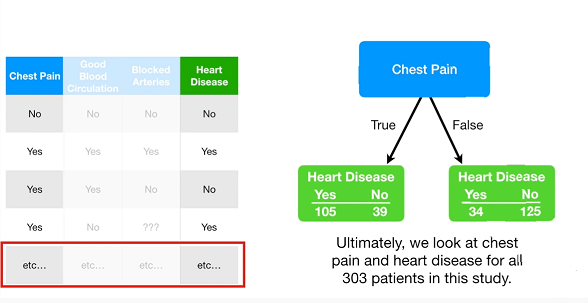 Chest Pain Good Blood Circulation Blocked Arteries Heart Disease
No No No No
Yes Yes Yes Yes
Yes Yes No No
Yes No ??? Yes
etc... etc... etc... etc...
Chest Pain
True False
Heart Disease
Yes No
105 39
Heart Disease
Yes No
34 125
Ultimately, we look at chest
pain and heart disease for all
303 patients in this study.